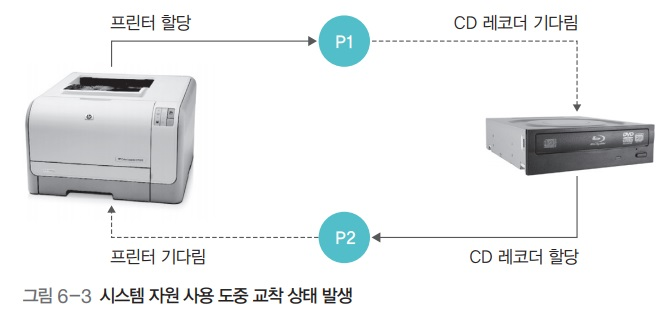 프린터 할당
P1
CD 레코더 기다림
프린터 기다림
P2
CD 레코더 할당
그림 6-3 시스템 자원 사용 도중 교착 상태 발생